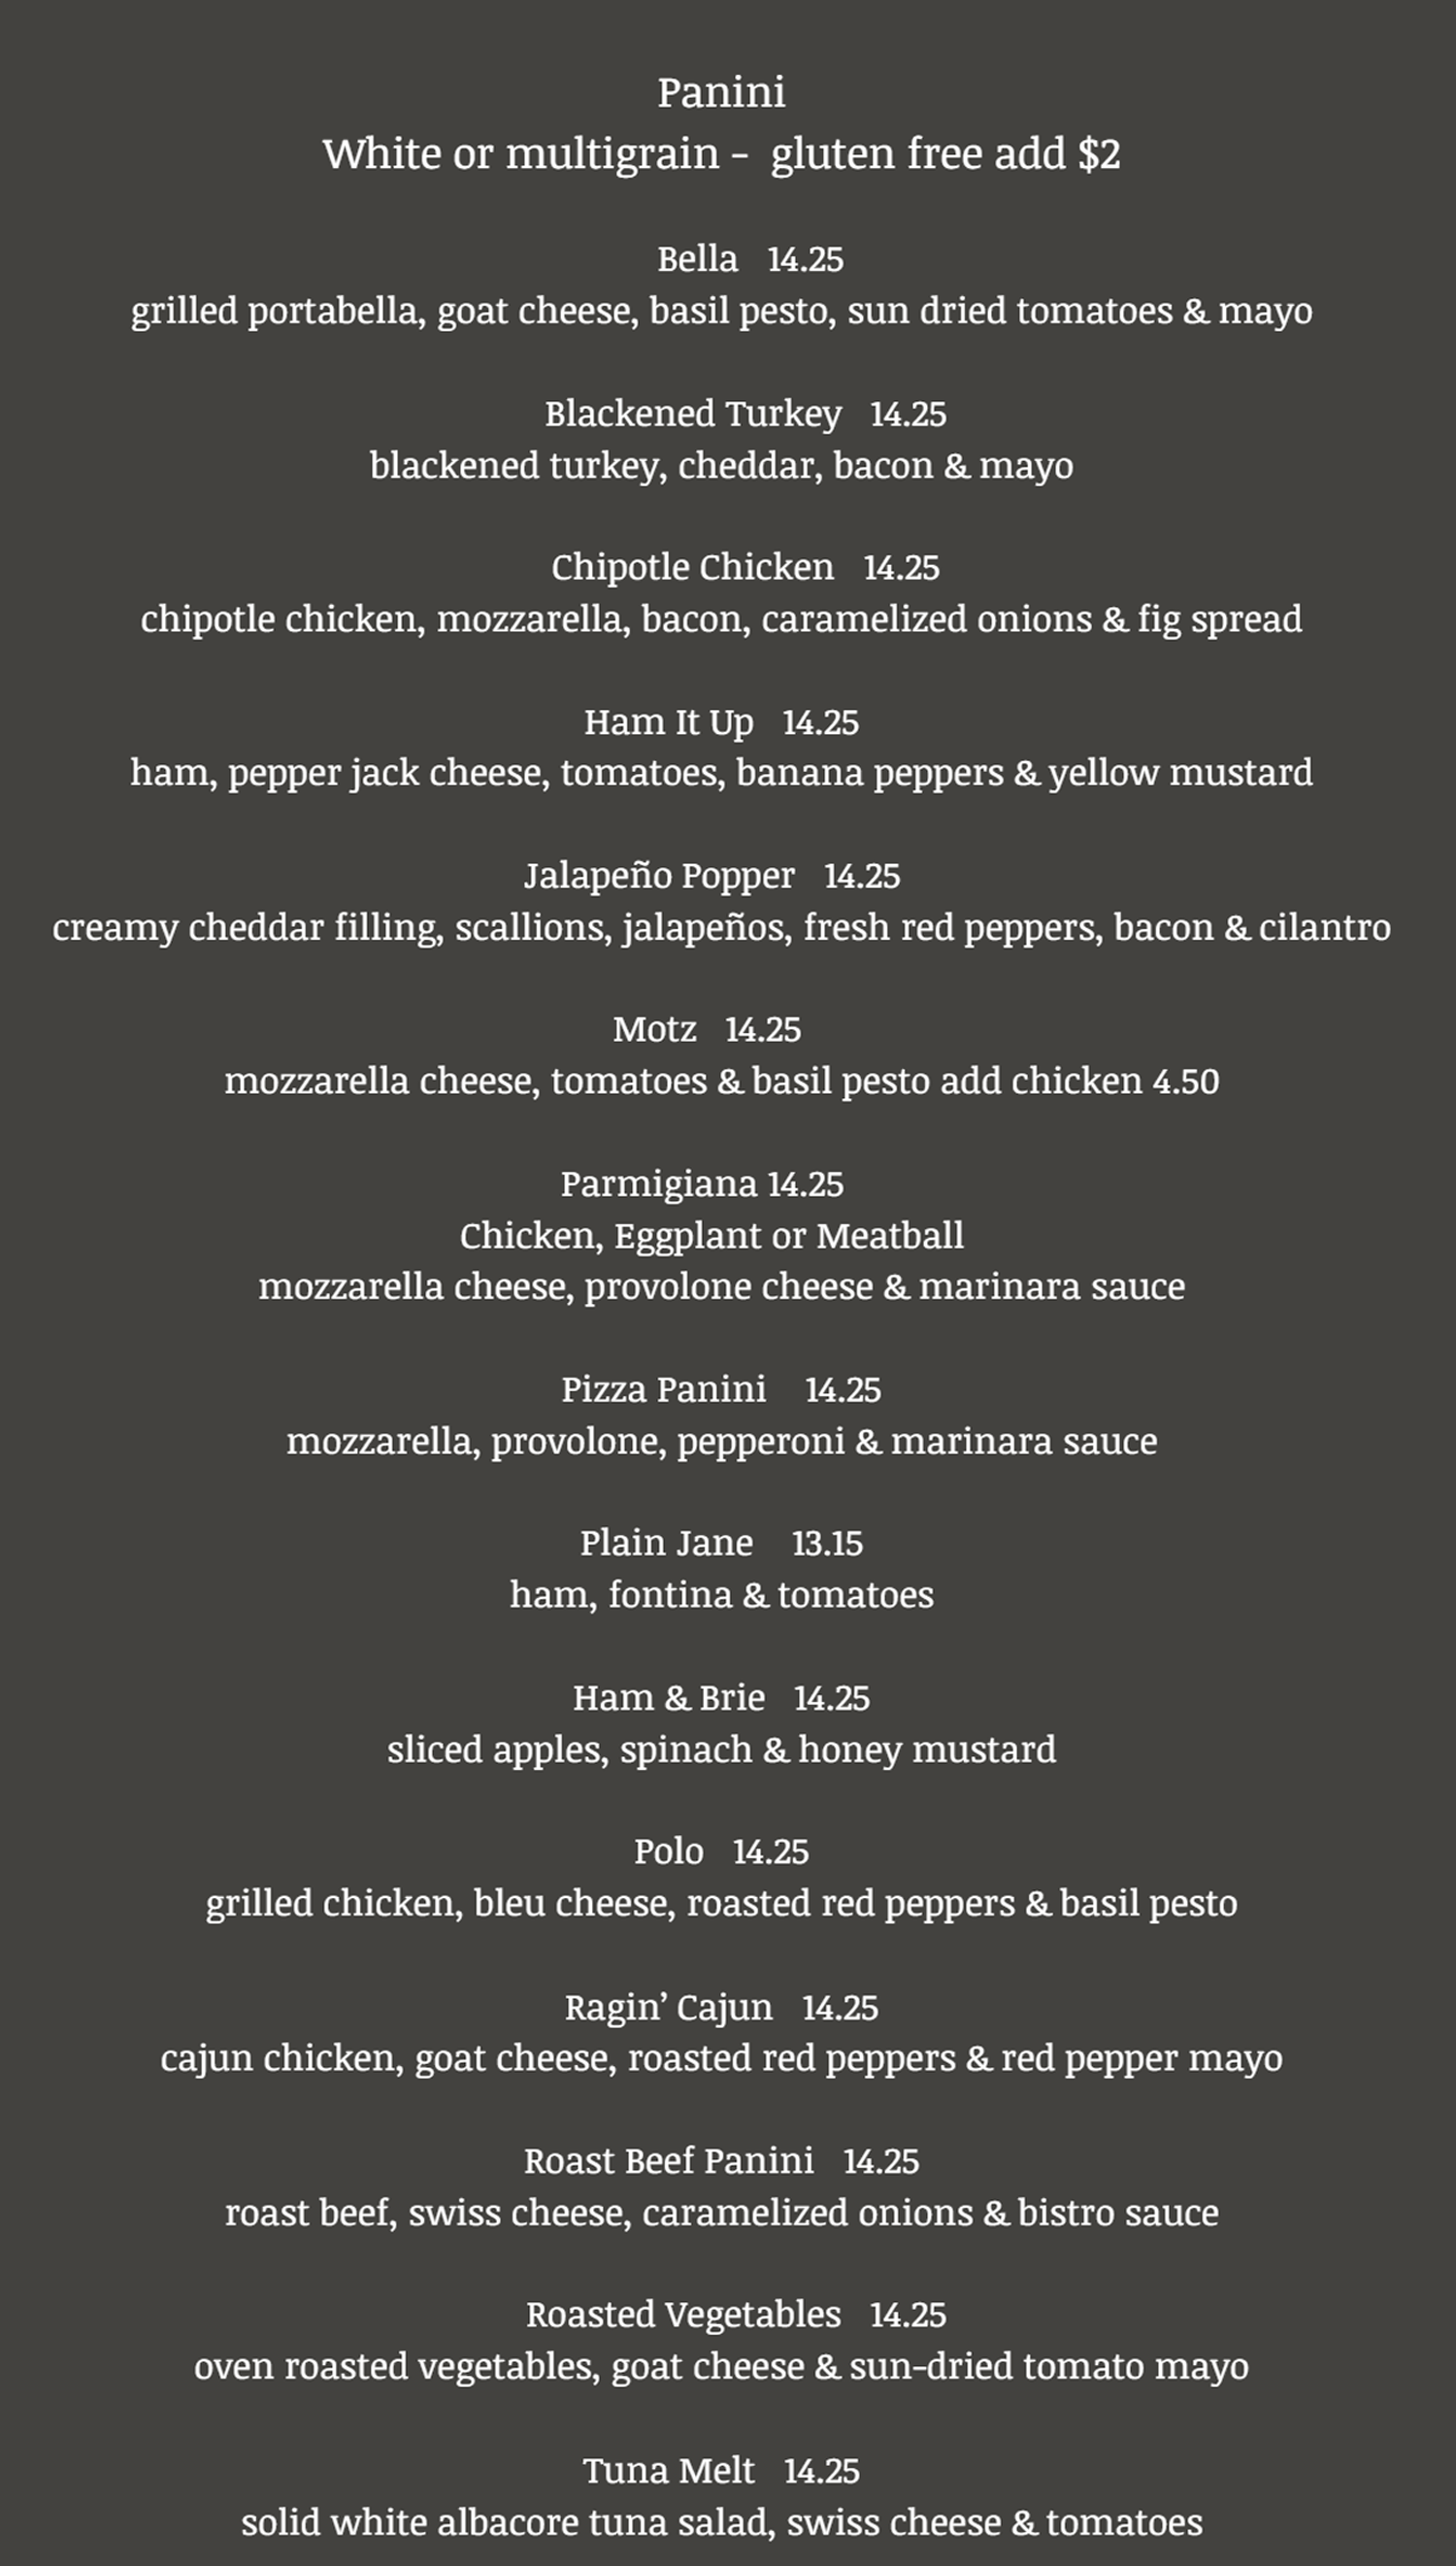 Panini
White or multigrain - gluten free add $2
Bella 14.25
grilled portabella, goat cheese, basil pesto, sun dried tomatoes & mayo
Blackened Turkey 14.25
blackened turkey, cheddar, bacon & mayo
Chipotle Chicken 14.25
chipotle chicken, mozzarella, bacon, caramelized onions & fig spread
Ham It Up 14.25
ham, pepper jack cheese, tomatoes, banana peppers & yellow mustard
Jalapeño Popper 14.25
creamy cheddar filling, scallions, jalapeños, fresh red peppers, bacon & cilantro
Motz 14.25
mozzarella cheese, tomatoes & basil pesto add chicken 4.50
Parmigiana 14.25
Chicken, Eggplant or Meatball
mozzarella cheese, provolone cheese & marinara sauce
Pizza Panini 14.25
mozzarella, provolone, pepperoni & marinara sauce
Plain Jane 13.15
ham, fontina & tomatoes
Ham & Brie 14.25
sliced apples, spinach & honey mustard
Polo 14.25
grilled chicken, bleu cheese, roasted red peppers & basil pesto
Ragin’ Cajun 14.25
cajun chicken, goat cheese, roasted red peppers & red pepper mayo
Roast Beef Panini 14.25
roast beef, swiss cheese, caramelized onions & bistro sauce
Roasted Vegetables 14.25
oven roasted vegetables, goat cheese & sun-dried tomato mayo
Tuna Melt 14.25
solid white albacore tuna salad, swiss cheese & tomatoes